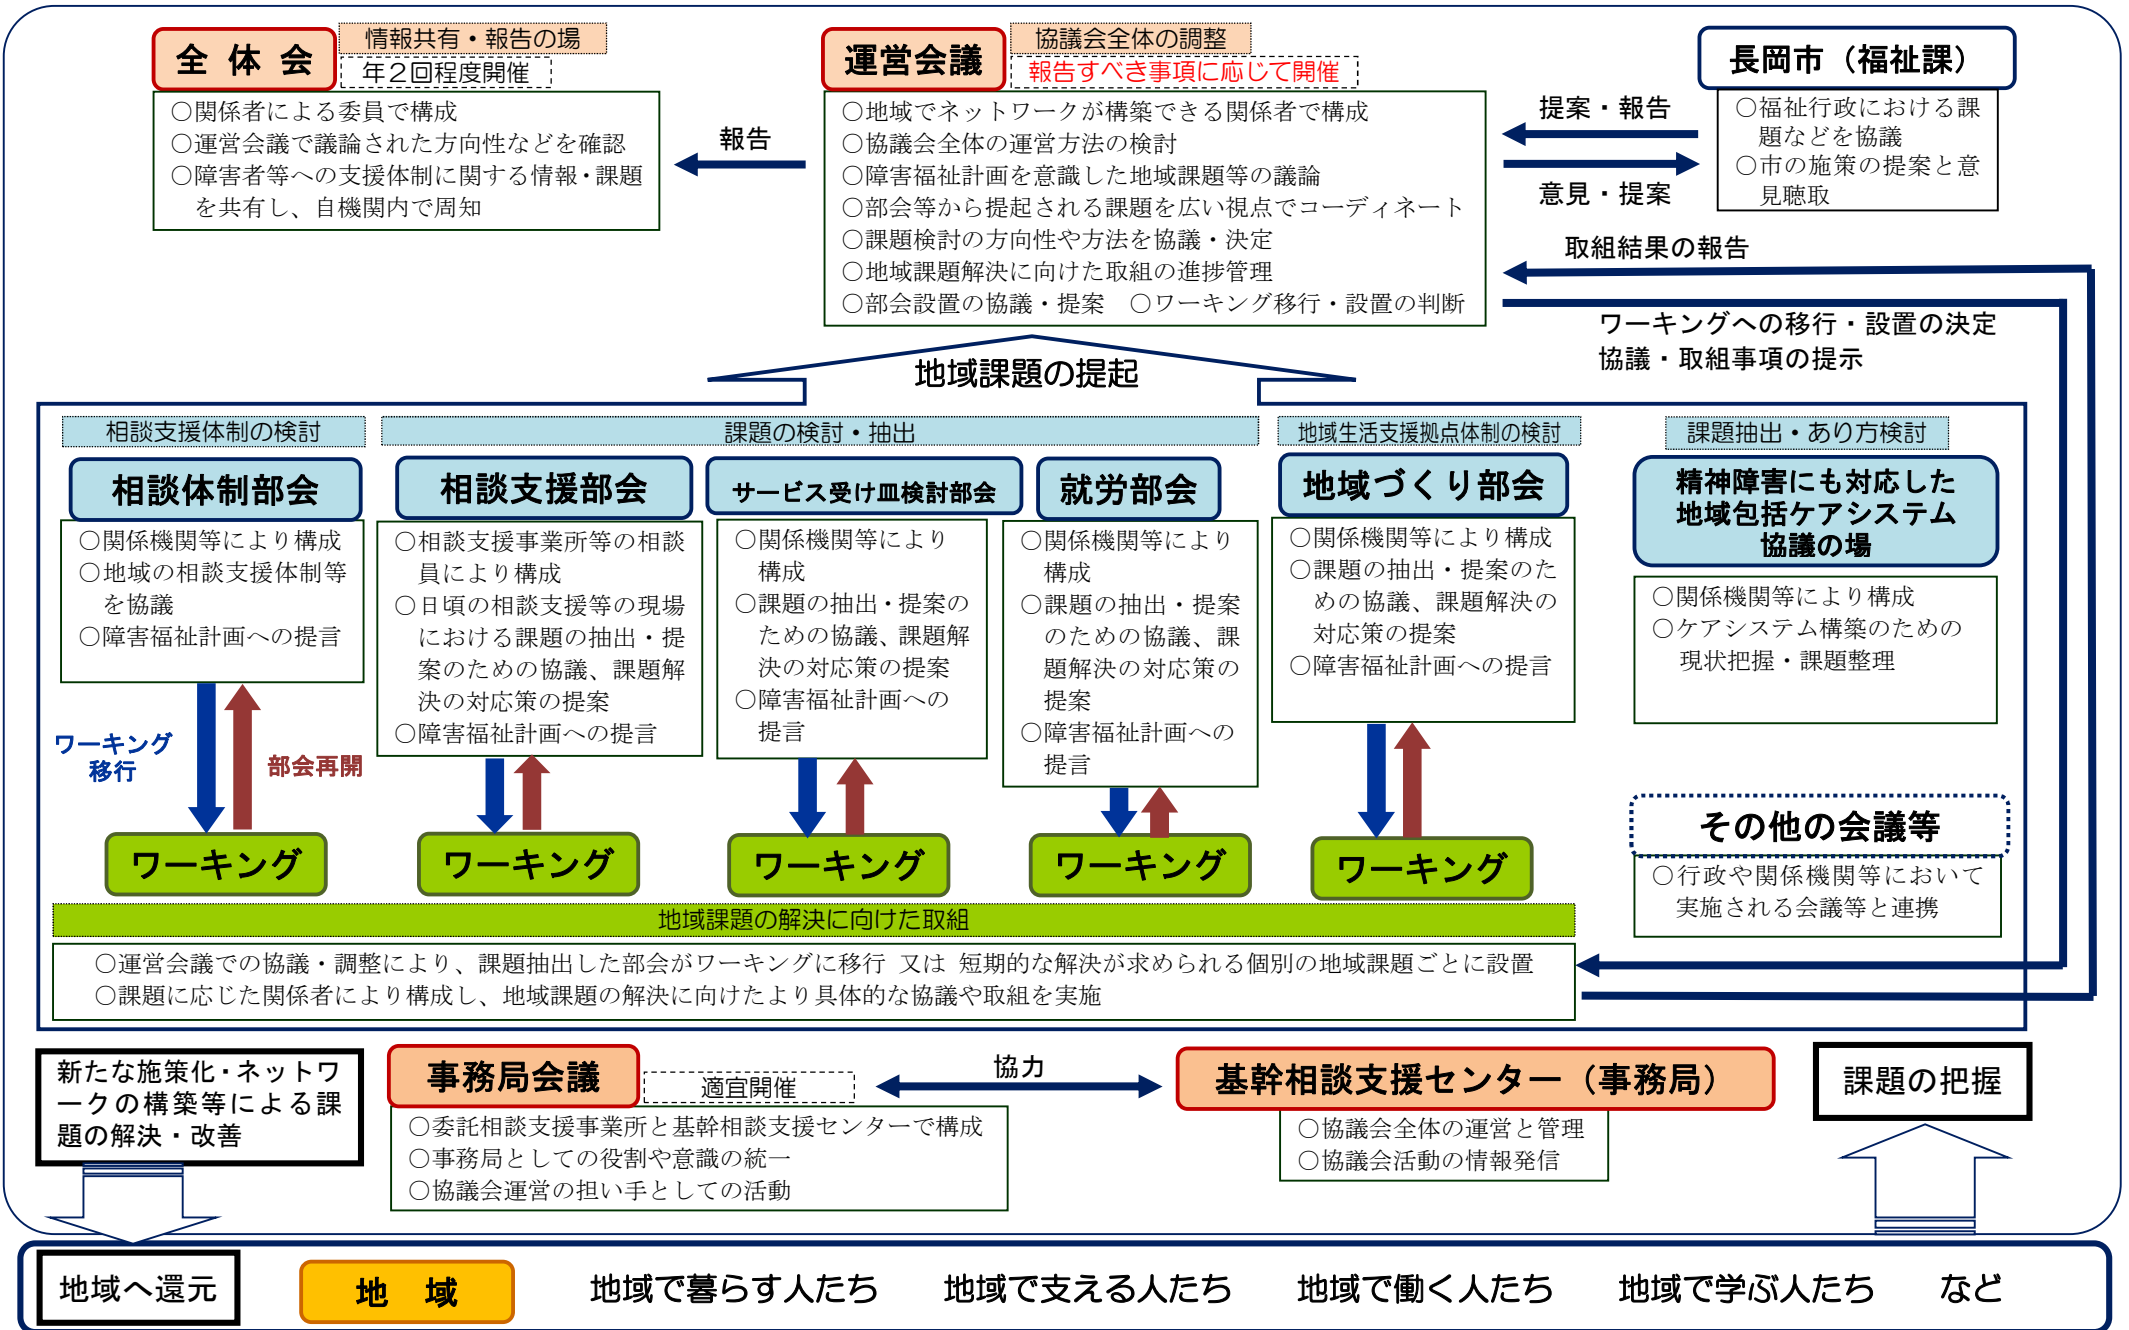 全 体 会
情報共有・報告の場
年２回程度開催
〇関係者による委員で構成
〇運営会議で議論された方向性などを確認
〇障害者等への支援体制に関する情報・課題
を共有し、自機関内で周知
報告
運営会議
協議会全体の調整
報告すべき事項に応じて開催
〇地域でネットワークが構築できる関係者で構成
〇協議会全体の運営方法の検討
〇障害福祉計画を意識した地域課題等の議論
〇部会等から提起される課題を広い視点でコーディネート
〇課題検討の方向性や方法を協議・決定
〇地域課題解決に向けた取組の進捗管理
〇部会設置の協議・提案　〇ワーキング移行・設置の判断
提案・報告
意見・提案
長岡市（福祉課）
〇福祉行政における課
題などを協議
〇市の施策の提案と意
見聴取
取組結果の報告
ワーキングへの移行・設置の決定
協議・取組事項の提示
地域課題の提起
相談支援体制の検討
相談体制部会
〇関係機関等により構成
〇地域の相談支援体制等
を協議
〇障害福祉計画への提言
ワーキング
移行
部会再開
ワーキング
課題の検討・抽出
相談支援部会
〇相談支援事業所等の相談
員により構成
〇日頃の相談支援等の現場
における課題の抽出・提
案のための協議、課題解
決の対応策の提案
〇障害福祉計画への提言
ワーキング
サービス受け皿検討部会
〇関係機関等により
構成
〇課題の抽出・提案の
ための協議、課題解
決の対応策の提案
〇障害福祉計画への
提言
ワーキング
就労部会
〇関係機関等により
構成
〇課題の抽出・提案
のための協議、課
題解決の対応策の
提案
〇障害福祉計画への
提言
ワーキング
地域生活支援拠点体制の検討
地域づくり部会
〇関係機関等により構成
〇課題の抽出・提案のた
めの協議、課題解決の
対応策の提案
〇障害福祉計画への提言
ワーキング
課題抽出・あり方検討
精神障害にも対応した
地域包括ケアシステム
協議の場
〇関係機関等により構成
〇ケアシステム構築のための
現状把握・課題整理
その他の会議等
〇行政や関係機関等において
実施される会議等と連携
地域課題の解決に向けた取組
〇運営会議での協議・調整により、課題抽出した部会がワーキングに移行 又は 短期的な解決が求められる個別の地域課題ごとに設置
〇課題に応じた関係者により構成し、地域課題の解決に向けたより具体的な協議や取組を実施
新たな施策化・ネットワ
ークの構築等による課
題の解決・改善
事務局会議
適宜開催
〇委託相談支援事業所と基幹相談支援センターで構成
〇事務局としての役割や意識の統一
〇協議会運営の担い手としての活動
協力
基幹相談支援センター（事務局）
〇協議会全体の運営と管理
〇協議会活動の情報発信
課題の把握
地域へ還元
地　域
地域で暮らす人たち　　地域で支える人たち　　地域で働く人たち　　地域で学ぶ人たち　　など